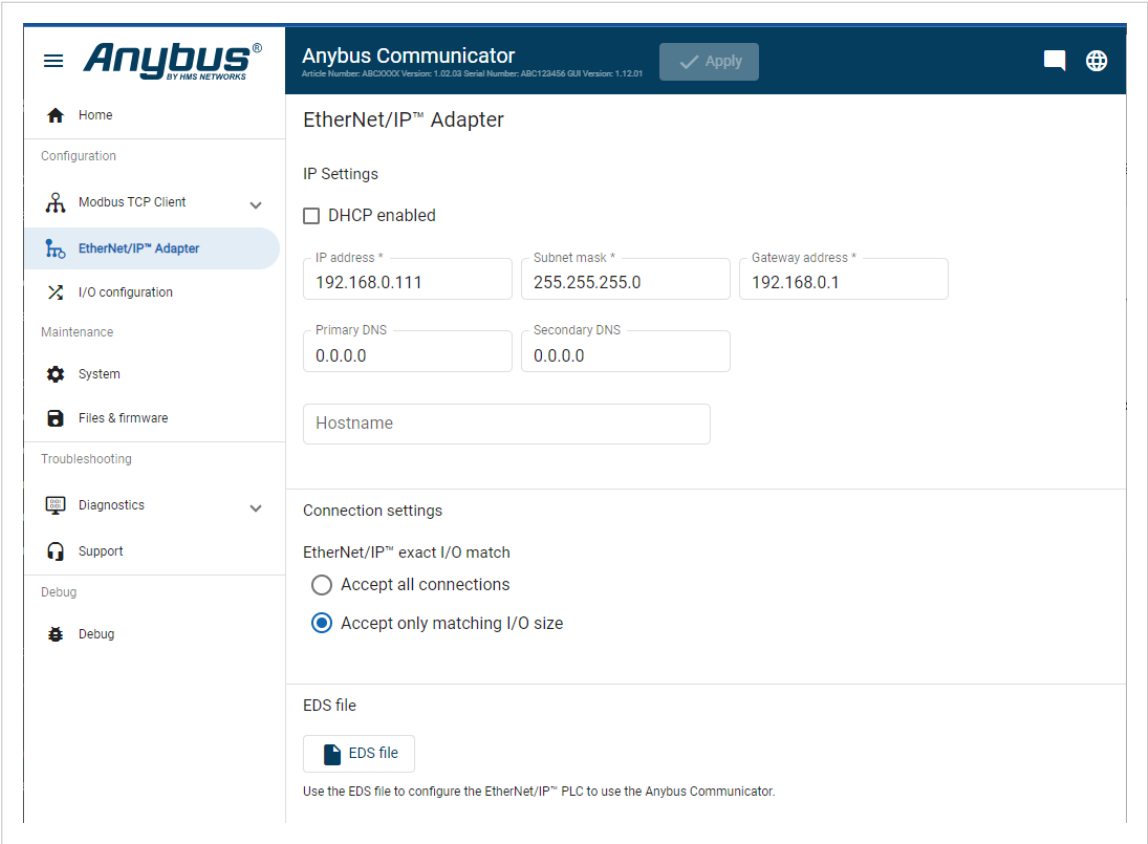 Anybus®
BY HMS NETWORKS
Anybus Communicator
Article Number: ABCXXXX Version: 1.02.03 Serial Number: ABC123456 GUI Version: 1.12.01
Apply
Home
Configuration
Modbus TCP Client
EtherNet/IP™ Adapter
I/O configuration
Maintenance
System
Files & firmware
Troubleshooting
Diagnostics
Support
Debug
Debug
EtherNet/IP™ Adapter
IP Settings
DHCP enabled
IP address *
192.168.0.111
Subnet mask *
255.255.255.0
Gateway address *
192.168.0.1
Primary DNS
0.0.0.0
Secondary DNS
0.0.0.0
Hostname
Connection settings
EtherNet/IP™ exact I/O match
Accept all connections
Accept only matching I/O size
EDS file
EDS file
Use the EDS file to configure the EtherNet/IP™ PLC to use the Anybus Communicator.